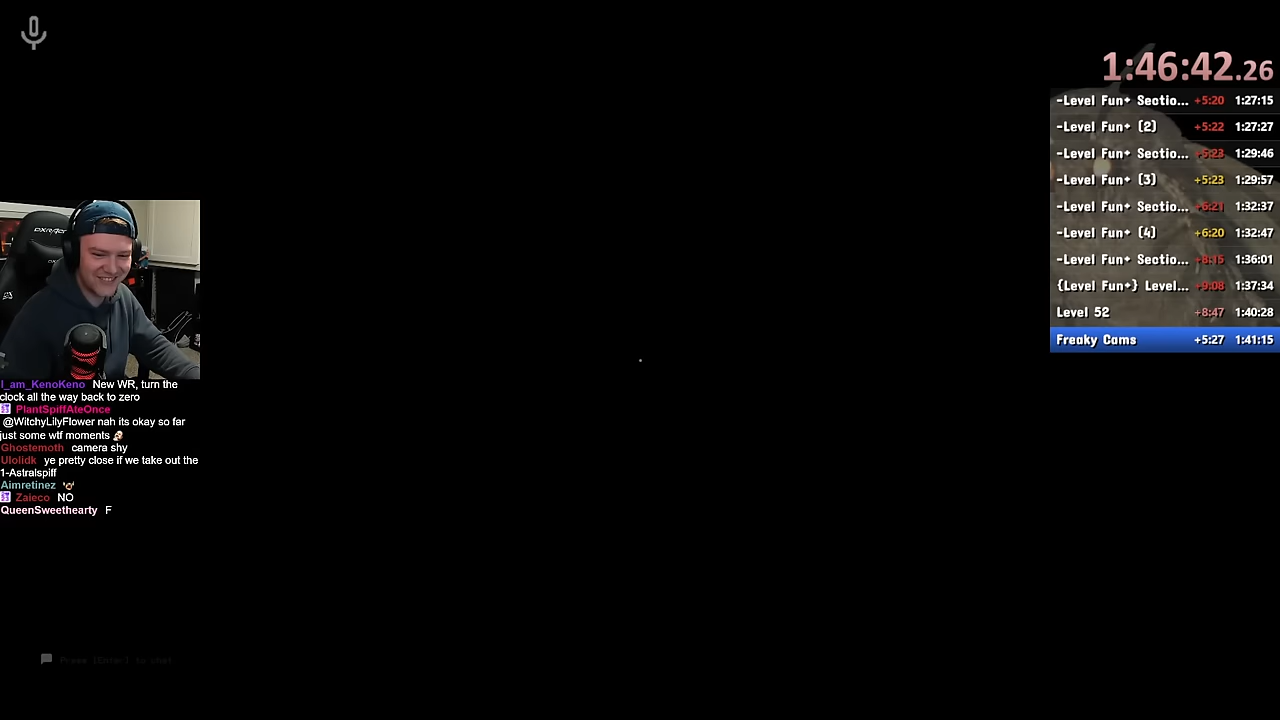 1:46:42.26
-Level Fun+ Sectio... +5:20 1:27:15
-Level Fun+ (2) +5:22 1:27:27
-Level Fun+ Sectio... +5:23 1:29:46
-Level Fun+ (3) +5:23 1:29:57
-Level Fun+ Sectio... +6:21 1:32:37
-Level Fun+ (4) +6:20 1:32:47
-Level Fun+ Sectio... +8:15 1:36:01
{Level Fun+} Level... +9:08 1:37:34
Level 52 +8:47 1:40:28
Freaky Cams +5:27 1:41:15
DXRACER
I_am_KenoKeno New WR, turn the
clock all the way back to zero
PlantSpiffAteOnce
@WitchyLilyFlower nah its okay so far
just some wtf moments
Ghostemoth camera shy
Ulolidk ye pretty close if we take out the
1-Astralspiff
Aimretinez
Zaieco NO
QueenSweethearty F
Press [Enter] to chat